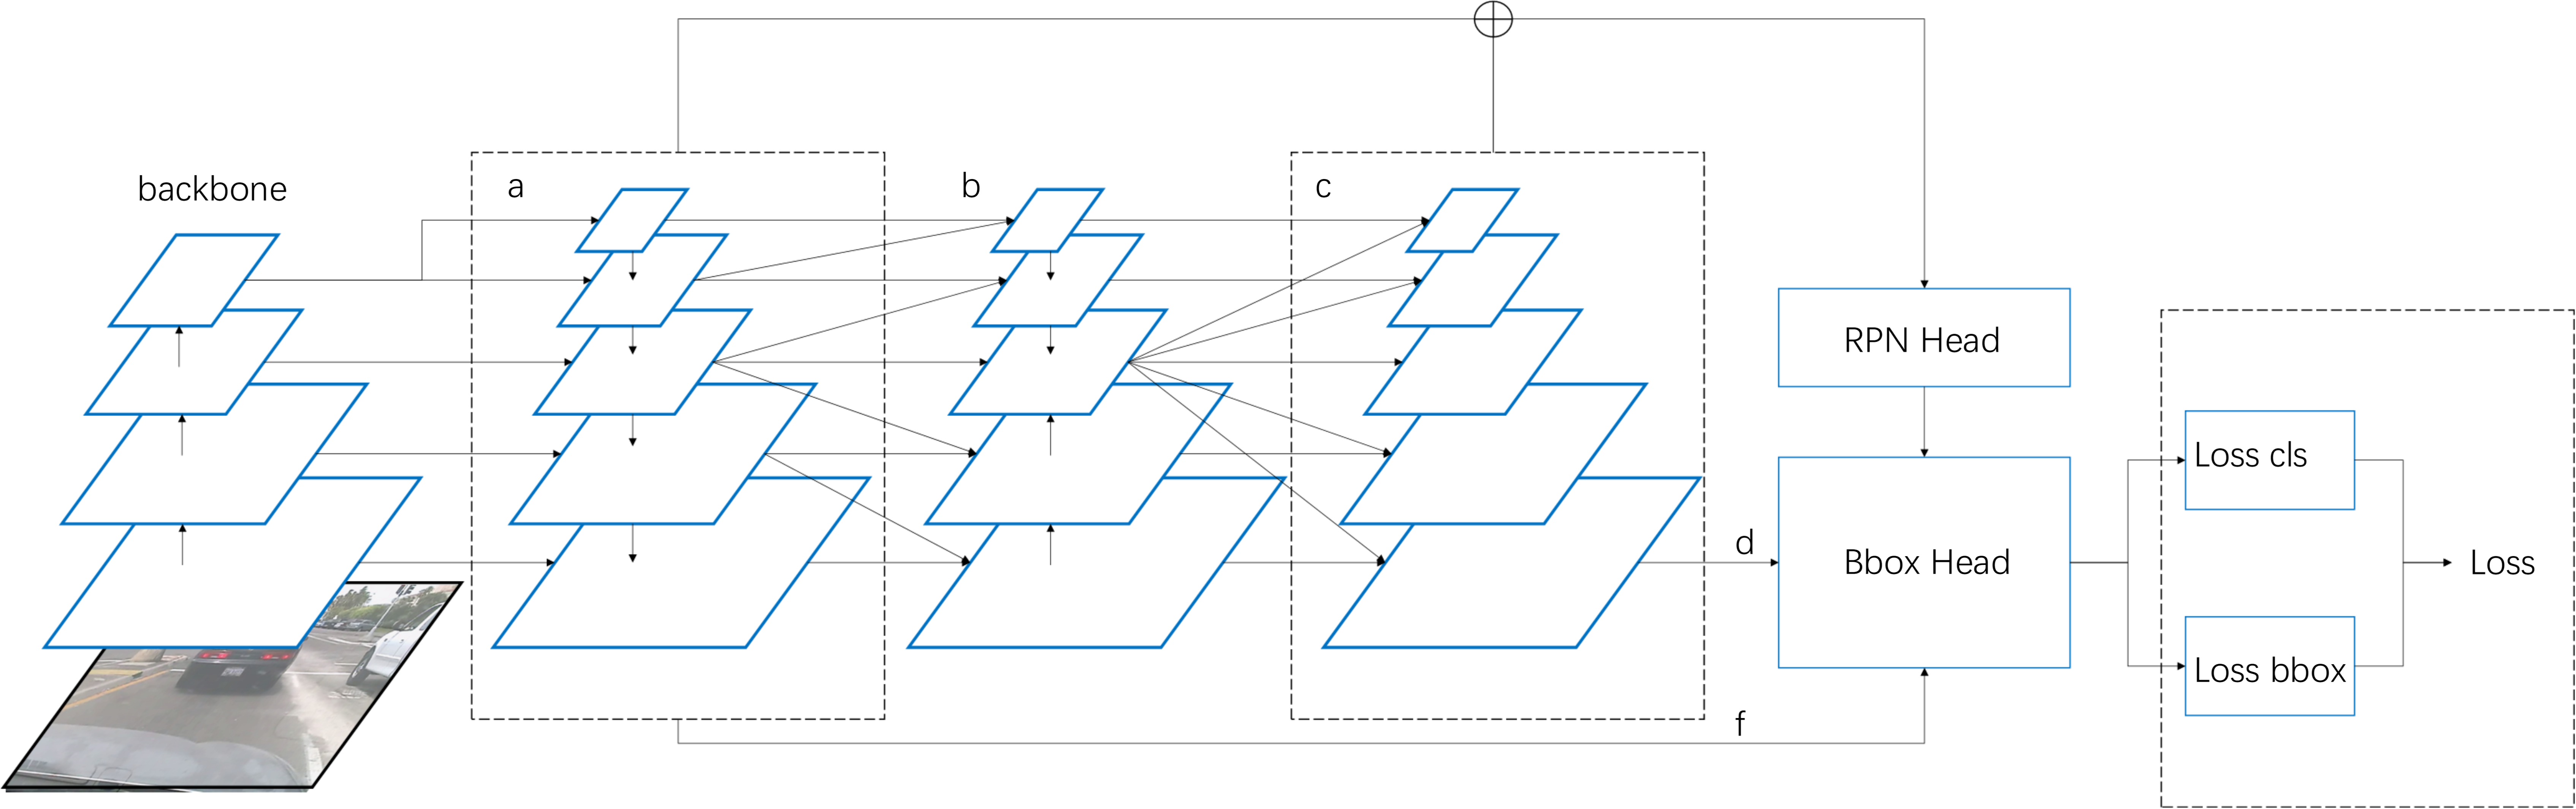 backbone
a
b
c
RPN Head
Loss cls
d
Bbox Head
Loss
Loss bbox
f